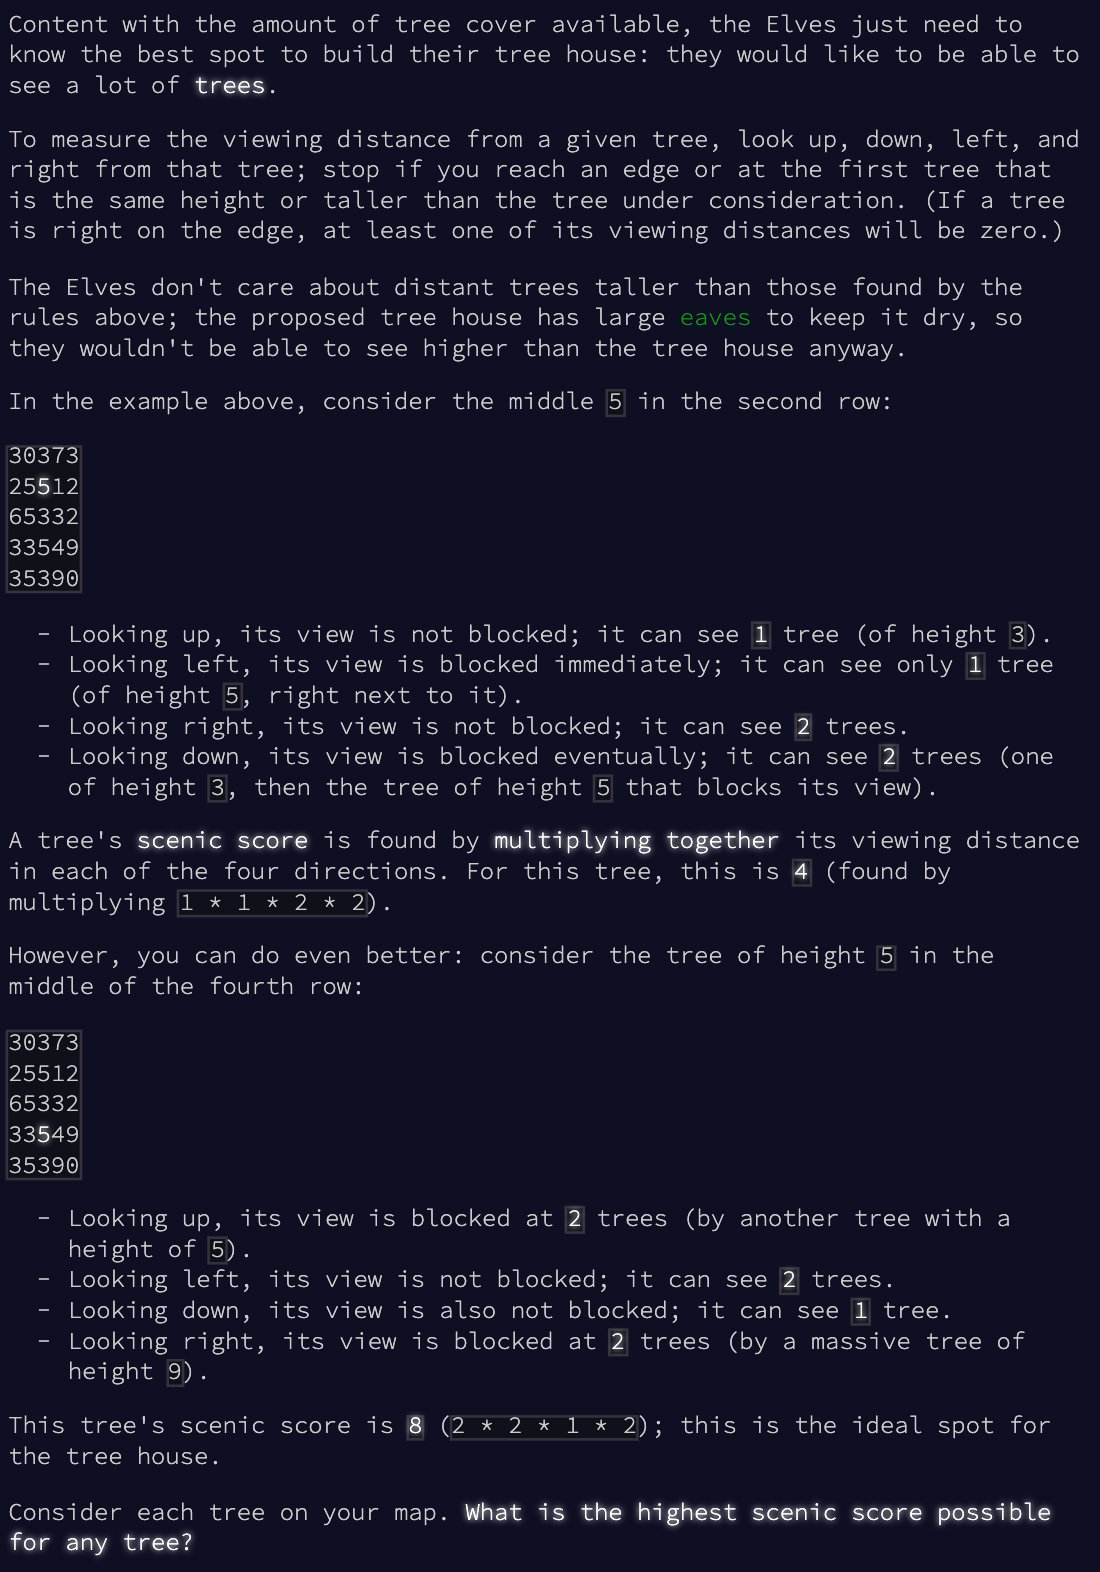 Content with the amount of tree cover available, the Elves just need to
know the best spot to build their tree house: they would like to be able to
see a lot of trees.
To measure the viewing distance from a given tree, look up, down, left, and
right from that tree; stop if you reach an edge or at the first tree that
is the same height or taller than the tree under consideration. (If a tree
is right on the edge, at least one of its viewing distances will be zero.)
The Elves don't care about distant trees taller than those found by the
rules above; the proposed tree house has large eaves to keep it dry, so
they wouldn't be able to see higher than the tree house anyway.
In the example above, consider the middle 5 in the second row:
30373
25512
65332
33549
35390
- Looking up, its view is not blocked; it can see 1 tree (of height 3).
- Looking left, its view is blocked immediately; it can see only 1 tree
(of height 5, right next to it).
- Looking right, its view is not blocked; it can see 2 trees.
- Looking down, its view is blocked eventually; it can see 2 trees (one
of height 3, then the tree of height 5 that blocks its view).
A tree's scenic score is found by multiplying together its viewing distance
in each of the four directions. For this tree, this is 4 (found by
multiplying 1 * 1 * 2 * 2).
However, you can do even better: consider the tree of height 5 in the
middle of the fourth row:
30373
25512
65332
33549
35390
- Looking up, its view is blocked at 2 trees (by another tree with a
height of 5).
- Looking left, its view is not blocked; it can see 2 trees.
- Looking down, its view is also not blocked; it can see 1 tree.
- Looking right, its view is blocked at 2 trees (by a massive tree of
height 9).
This tree's scenic score is 8 (2 * 2 * 1 * 2); this is the ideal spot for
the tree house.
Consider each tree on your map. What is the highest scenic score possible
for any tree?